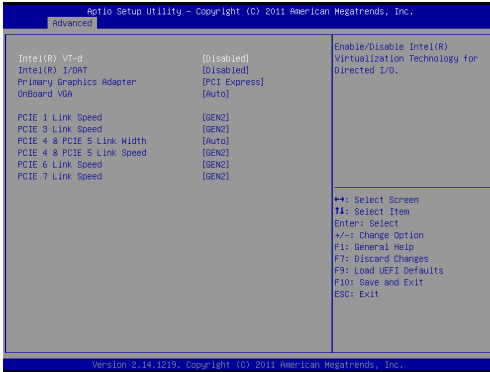 Aptio Setup Utility – Copyright (C) 2011 American Megatrends, Inc.
Advanced
Intel(R) VT-d [Disabled]
Intel(R) I/OAT [Disabled]
Primary Graphics Adapter [PCI Express]
OnBoard VGA [Auto]
PCIE 1 Link Speed [GEN2]
PCIE 3 Link Speed [GEN2]
PCIE 4 & PCIE 5 Link Width [Auto]
PCIE 4 & PCIE 5 Link Speed [GEN2]
PCIE 6 Link Speed [GEN2]
PCIE 7 Link Speed [GEN2]
Enable/Disable Intel(R)
Virtualization Technology for
Directed I/O.
→←: Select Screen
↑↓: Select Item
Enter: Select
+/-: Change Option
F1: General Help
F7: Discard Changes
F9: Load UEFI Defaults
F10: Save and Exit
ESC: Exit
Version 2.14.1219. Copyright (C) 2011 American Megatrends, Inc.